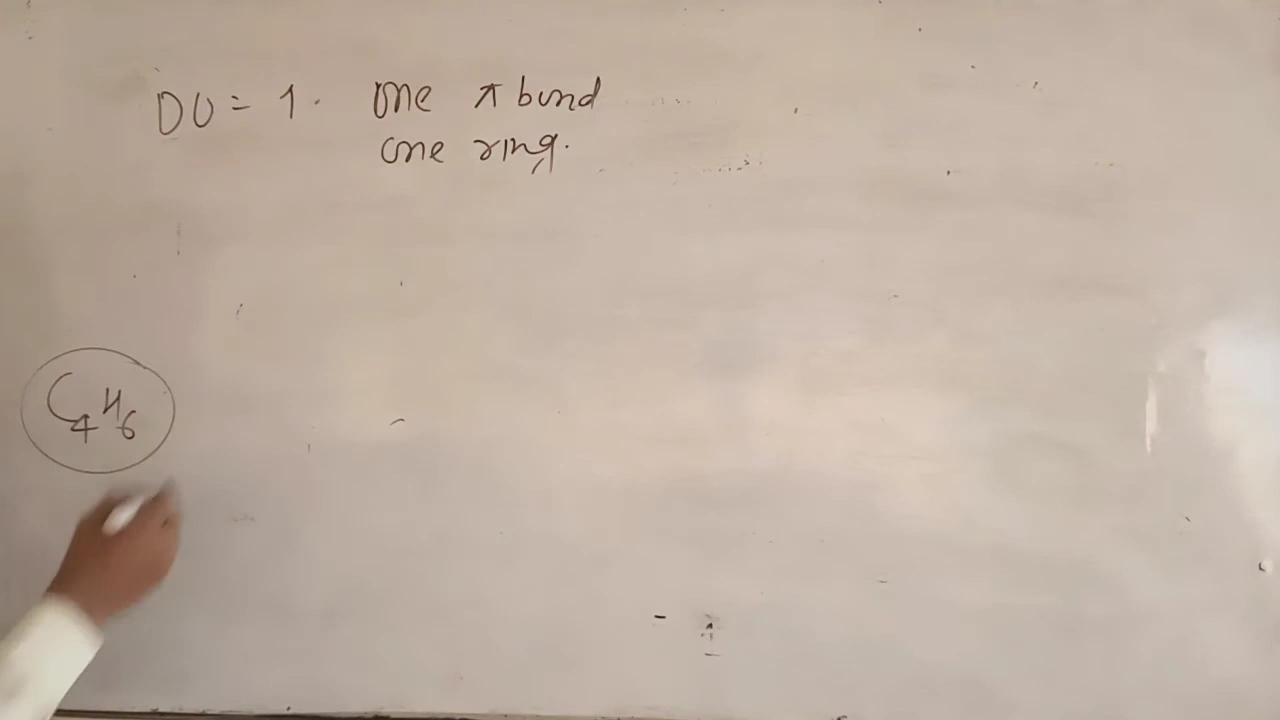 DU = 1. One π bond
one ring.
C4H6